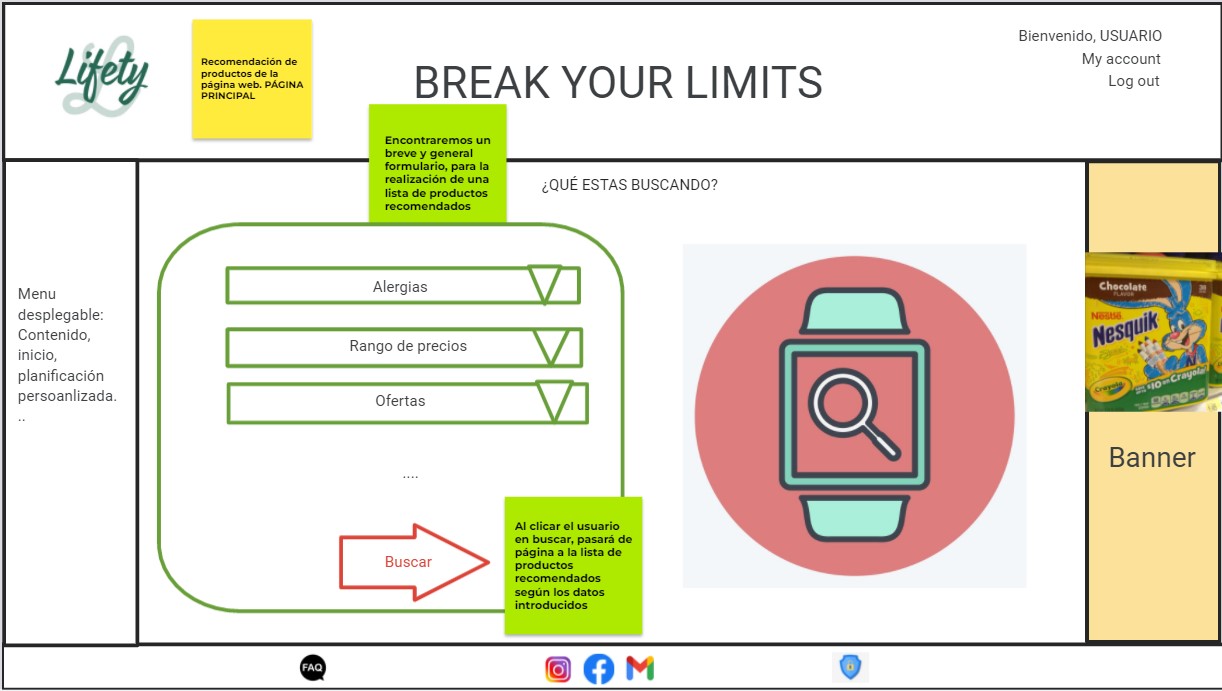 Lifety
Recomendación de
productos de la
página web. PÁGINA
PRINCIPAL
BREAK YOUR LIMITS
Bienvenido, USUARIO
My account
Log out
Encontraremos un
breve y general
formulario, para la
realización de una
lista de productos
recomendados
¿QUÉ ESTAS BUSCANDO?
Menu
desplegable:
Contenido,
inicio,
planificación
persoanlizada.
..
Alergias
Rango de precios
Ofertas
....
Buscar
Al clicar el usuario
en buscar, pasará de
página a la lista de
productos
recomendados
según los datos
introducidos
Chocolate
FLAVOR
Nestlé
Nesquik
Crayola
$10
Crayola
Banner
FAQ